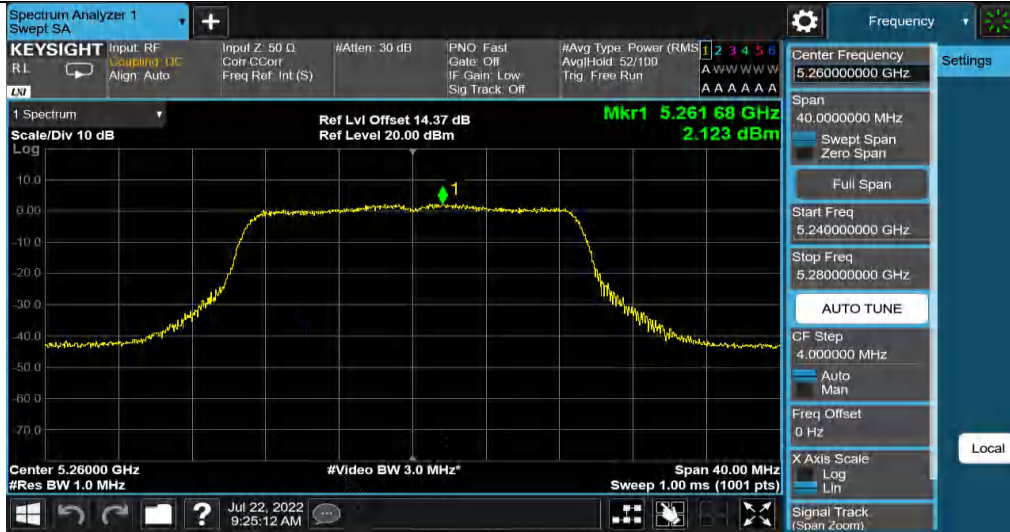 Spectrum Analyzer 1
Swept SA
+
Frequency
KEYSIGHT
RL
LNI
Input: RF
Coupling: DC
Align: Auto
Input Z: 50 Ω
Corr CCorr
Freq Ref: Int (S)
#Atten: 30 dB
PNO: Fast
Gate: Off
IF Gain: Low
Sig Track: Off
#Avg Type: Power (RMS
Avg|Hold: 52/100
Trig: Free Run
1 2 3 4 5 6
A W W W W W
A A A A A A
1 Spectrum
Scale/Div 10 dB
Ref Lvl Offset 14.37 dB
Ref Level 20.00 dBm
Mkr1 5.261 68 GHz
2.123 dBm
Log
10.0
0.00
-10.0
-20.0
-30.0
-40.0
-50.0
-60.0
-70.0
1
Center 5.26000 GHz
#Res BW 1.0 MHz
#Video BW 3.0 MHz*
Span 40.00 MHz
Sweep 1.00 ms (1001 pts)
?
Jul 22, 2022
9:25:12 AM
Center Frequency
5.260000000 GHz
Span
40.0000000 MHz
Swept Span
Zero Span
Full Span
Start Freq
5.240000000 GHz
Stop Freq
5.280000000 GHz
AUTO TUNE
CF Step
4.000000 MHz
Auto
Man
Freq Offset
0 Hz
X Axis Scale
Log
Lin
Signal Track
(Span Zoom)
Settings
Local